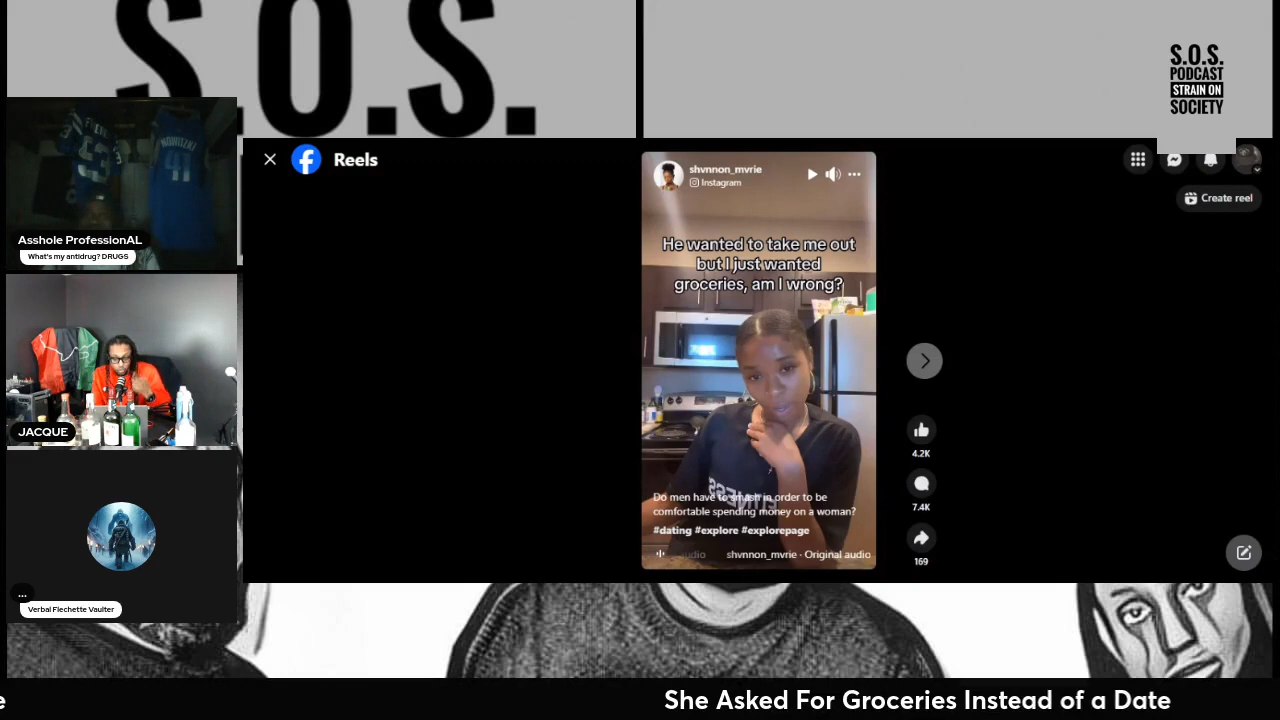 S.O.S.
S.O.S.
PODCAST
STRAIN ON
SOCIETY
Asshole ProfessionAL
What's my antidrug? DRUGS
JACQUE
...
Verbal Flechette Vaulter
Reels
Create reel
shvnnon_mvrie
Instagram
He wanted to take me out
but I just wanted
groceries, am I wrong?
Do men have to smash in order to be
comfortable spending money on a woman?
#dating #explore #explorepage
audio
shvnnon_mvrie · Original audio
4.2K
7.4K
169
NOWITZKI
41
e
She Asked For Groceries Instead of a Date